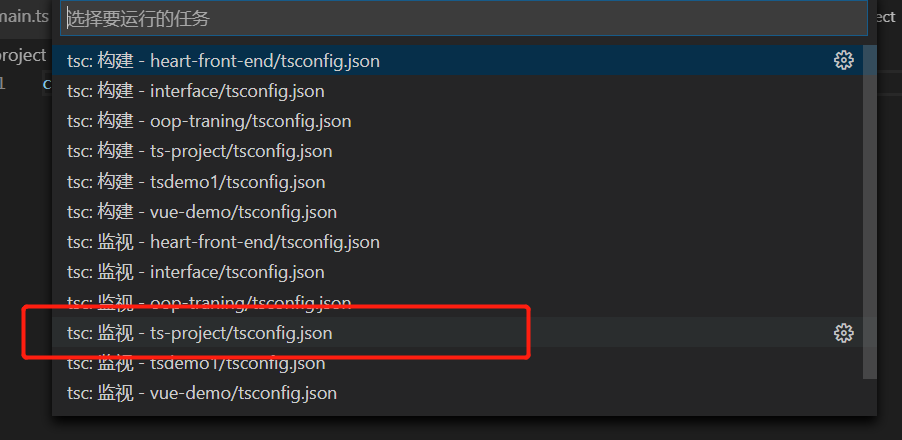 main.ts
选择要运行的任务
ect
project
tsc: 构建 - heart-front-end/tsconfig.json
1 c
tsc: 构建 - interface/tsconfig.json
tsc: 构建 - oop-traning/tsconfig.json
tsc: 构建 - ts-project/tsconfig.json
tsc: 构建 - tsdemo1/tsconfig.json
tsc: 构建 - vue-demo/tsconfig.json
tsc: 监视 - heart-front-end/tsconfig.json
tsc: 监视 - interface/tsconfig.json
tsc: 监视 - oop-traning/tsconfig.json
tsc: 监视 - ts-project/tsconfig.json
tsc: 监视 - tsdemo1/tsconfig.json
tsc: 监视 - vue-demo/tsconfig.json